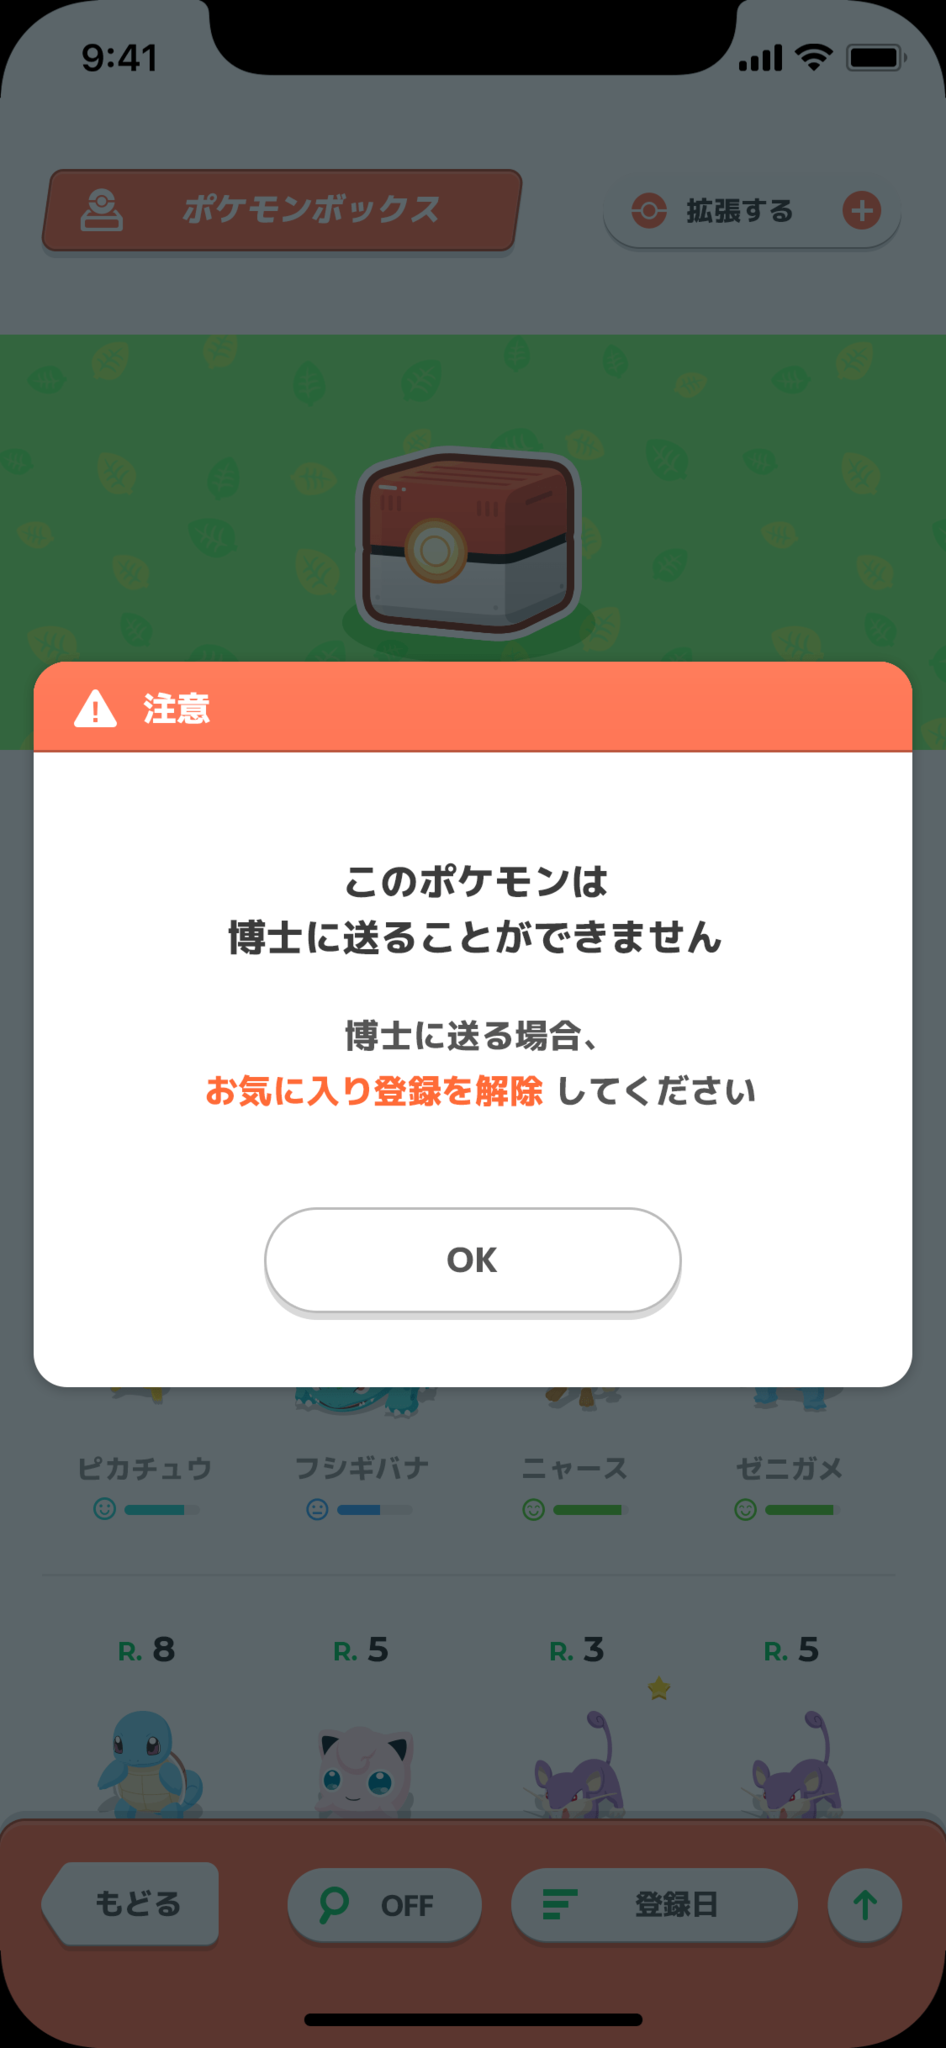 9:41
ポケモンボックス
拡張する
注意
このポケモンは
博士に送ることができません
博士に送る場合、
お気に入り登録を解除 してください
OK
ピカチュウ フシギバナ ニャース ゼニガメ
R. 8 R. 5 R. 3 R. 5
もどる OFF 登録日